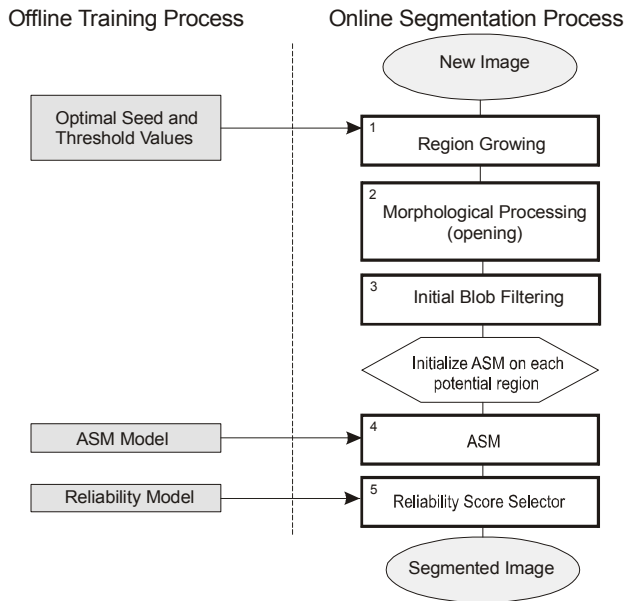 Offline Training Process
Online Segmentation Process
New Image
Optimal Seed and
Threshold Values
1
Region Growing
2
Morphological Processing
(opening)
3
Initial Blob Filtering
Initialize ASM on each
potential region
ASM Model
4
ASM
Reliability Model
5
Reliability Score Selector
Segmented Image